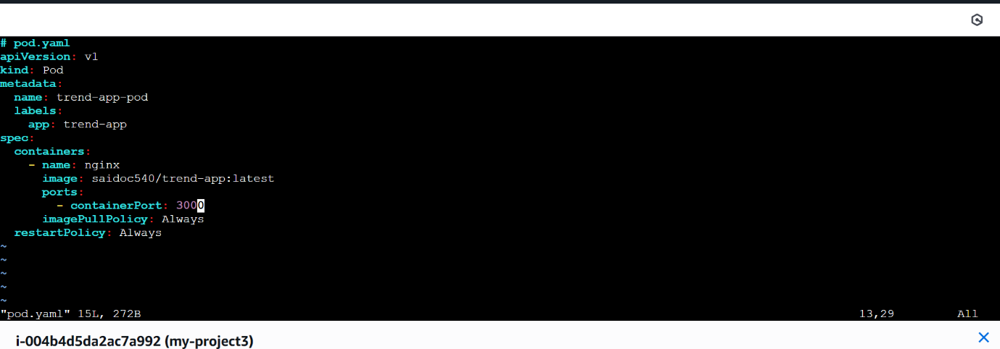 # pod.yaml
apiVersion: v1
kind: Pod
metadata:
  name: trend-app-pod
  labels:
    app: trend-app
spec:
  containers:
    - name: nginx
      image: saidoc540/trend-app:latest
      ports:
        - containerPort: 3000
      imagePullPolicy: Always
  restartPolicy: Always
~
~
~
~
~
"pod.yaml" 15L, 272B 13,29 All
i-004b4d5da2ac7a992 (my-project3)